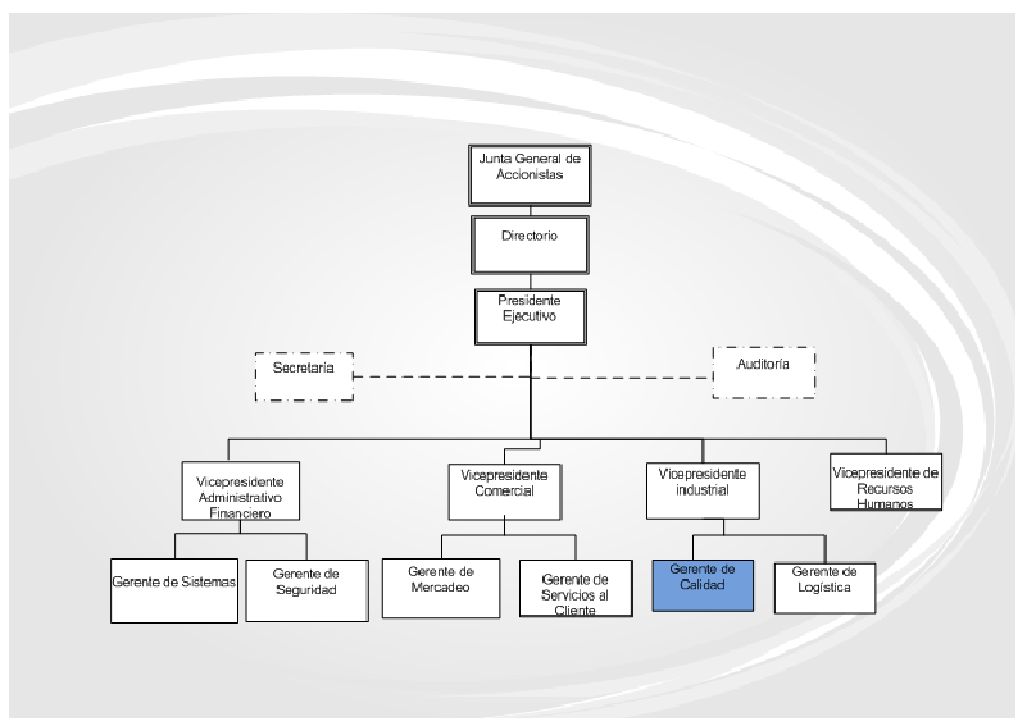 Junta General de
Accionistas
Directorio
Presidente
Ejecutivo
Secretaría
Auditoría
Vicepresidente
Administrativo
Financiero
Vicepresidente
Comercial
Vicepresidente
industrial
Vicepresidente de
Recursos
Humanos
Gerente de Sistemas
Gerente de
Seguridad
Gerente de
Mercadeo
Gerente de
Servicios al
Cliente
Gerente de
Calidad
Gerente de
Logística